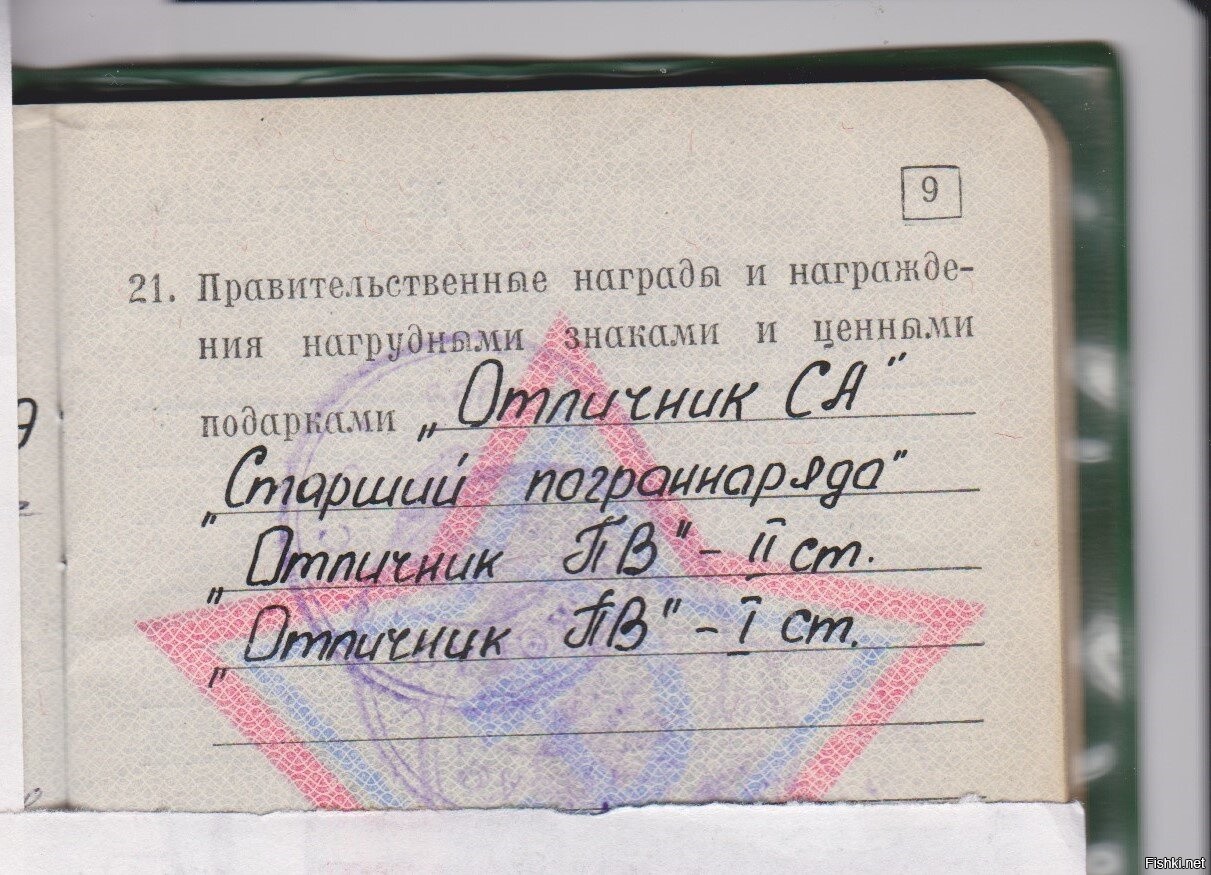 9
21. Правительственные награды и награжде-
ния нагрудными знаками и ценными
подарками „Отличник СА"
„Старший пограннаряда"
„Отличник ПВ" – II ст.
„Отличник ПВ" – I ст.
Fishki.net